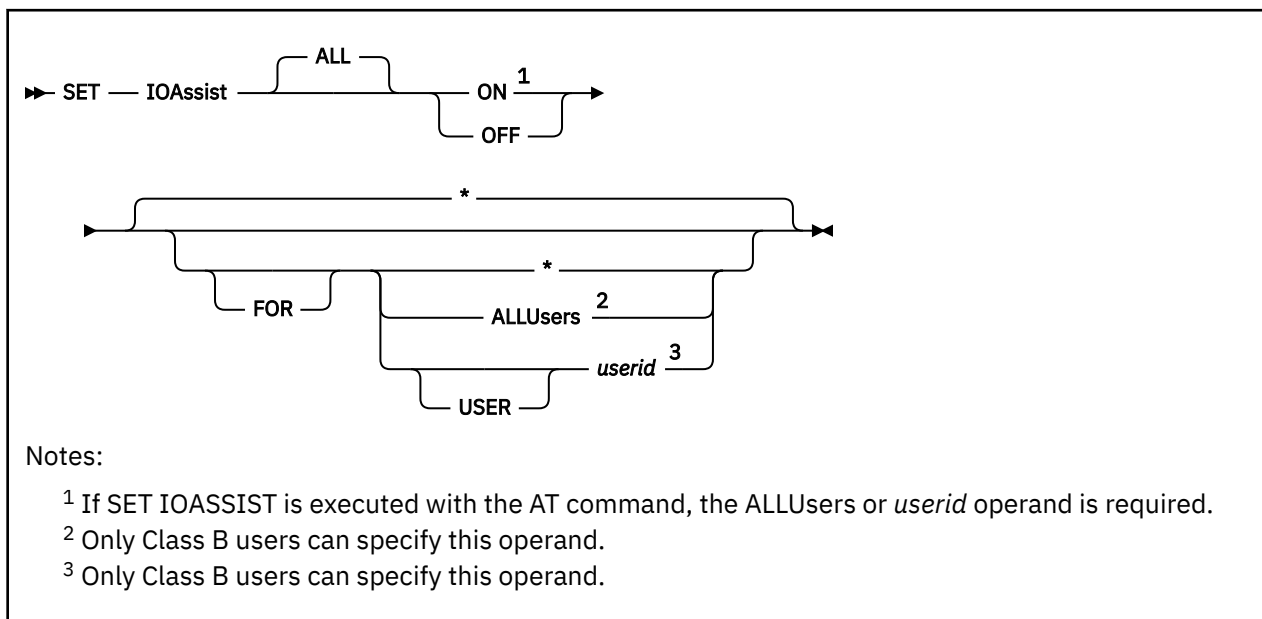 ALL
SET IOAssist ON 1
OFF
*
*
FOR ALLUsers 2
userid 3
USER
Notes:
1 If SET IOASSIST is executed with the AT command, the ALLUsers or userid operand is required.
2 Only Class B users can specify this operand.
3 Only Class B users can specify this operand.